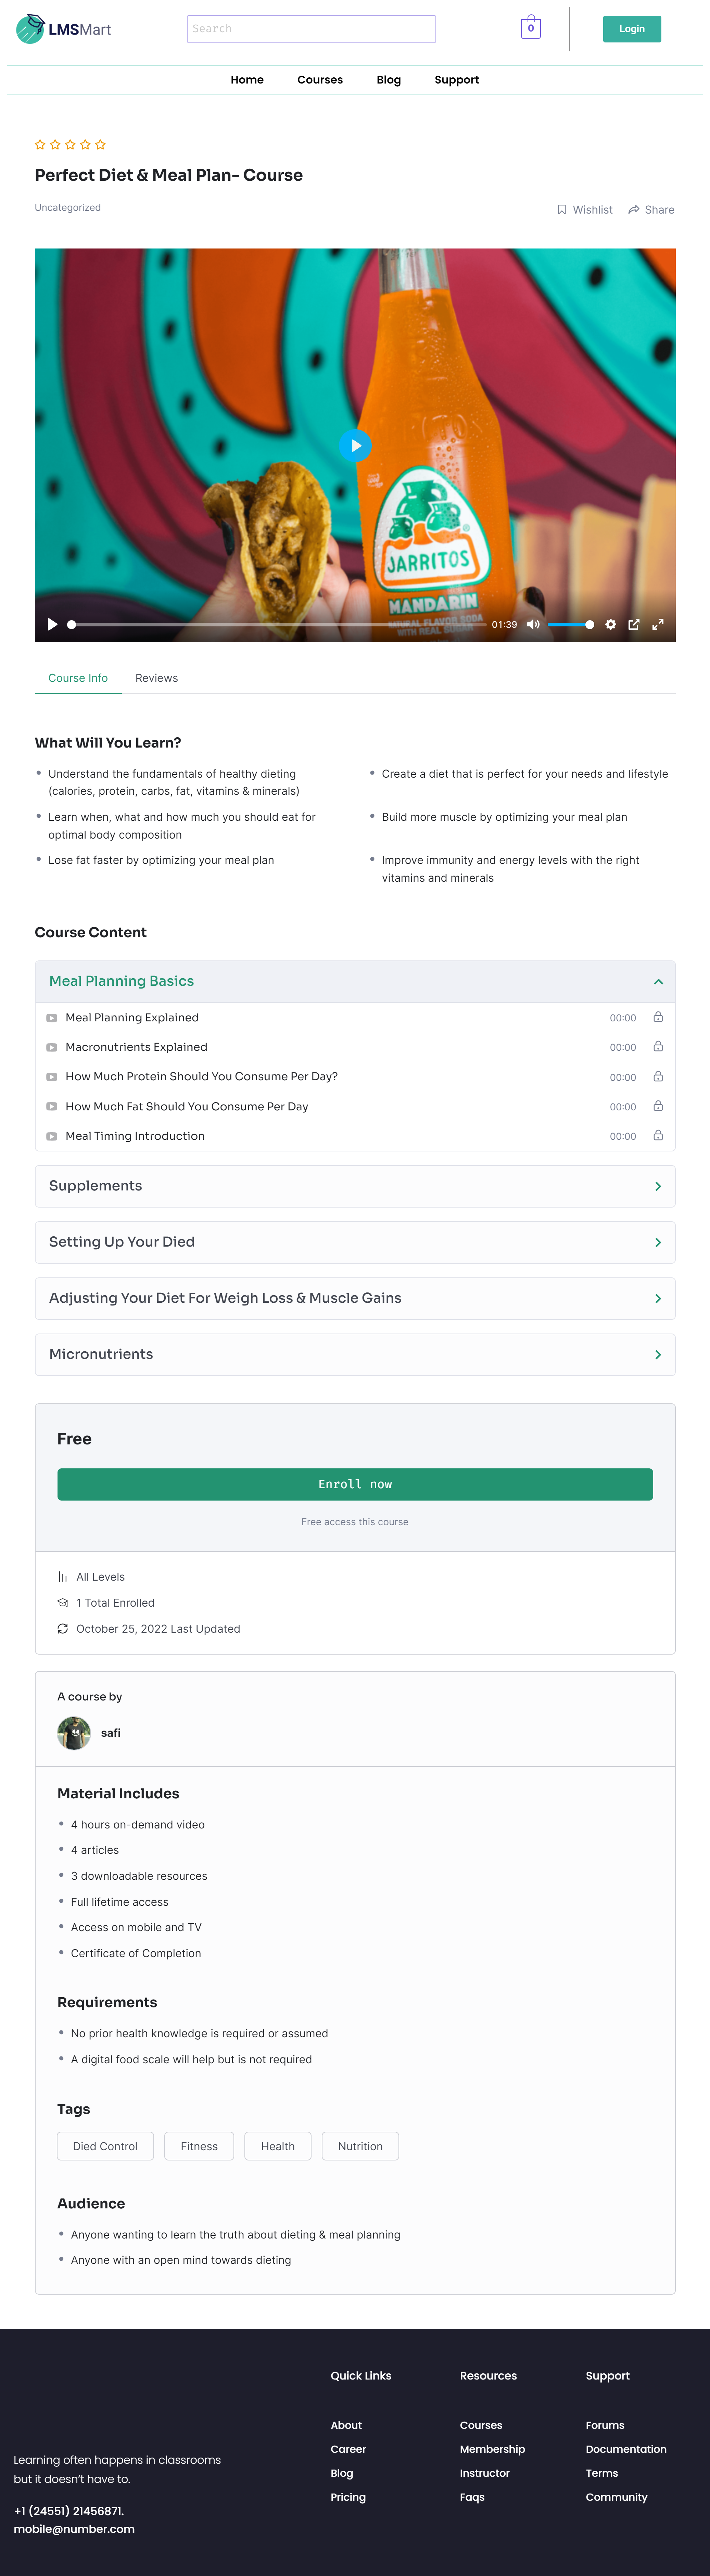 LMSMart
Search
0
Login
Home Courses Blog Support
Perfect Diet & Meal Plan- Course
Uncategorized
Wishlist Share
JARRITOS
MANDARIN
NATURAL FLAVOR SODA
WITH REAL SUGAR
01:39
Course Info Reviews
What Will You Learn?
Understand the fundamentals of healthy dieting
(calories, protein, carbs, fat, vitamins & minerals)
Create a diet that is perfect for your needs and lifestyle
Learn when, what and how much you should eat for
optimal body composition
Build more muscle by optimizing your meal plan
Lose fat faster by optimizing your meal plan
Improve immunity and energy levels with the right
vitamins and minerals
Course Content
Meal Planning Basics
Meal Planning Explained 00:00
Macronutrients Explained 00:00
How Much Protein Should You Consume Per Day? 00:00
How Much Fat Should You Consume Per Day 00:00
Meal Timing Introduction 00:00
Supplements
Setting Up Your Died
Adjusting Your Diet For Weigh Loss & Muscle Gains
Micronutrients
Free
Enroll now
Free access this course
All Levels
1 Total Enrolled
October 25, 2022 Last Updated
A course by
safi
Material Includes
4 hours on-demand video
4 articles
3 downloadable resources
Full lifetime access
Access on mobile and TV
Certificate of Completion
Requirements
No prior health knowledge is required or assumed
A digital food scale will help but is not required
Tags
Died Control Fitness Health Nutrition
Audience
Anyone wanting to learn the truth about dieting & meal planning
Anyone with an open mind towards dieting
Learning often happens in classrooms
but it doesn't have to.
+1 (24551) 21456871.
mobile@number.com
Quick Links
About
Career
Blog
Pricing
Resources
Courses
Membership
Instructor
Faqs
Support
Forums
Documentation
Terms
Community